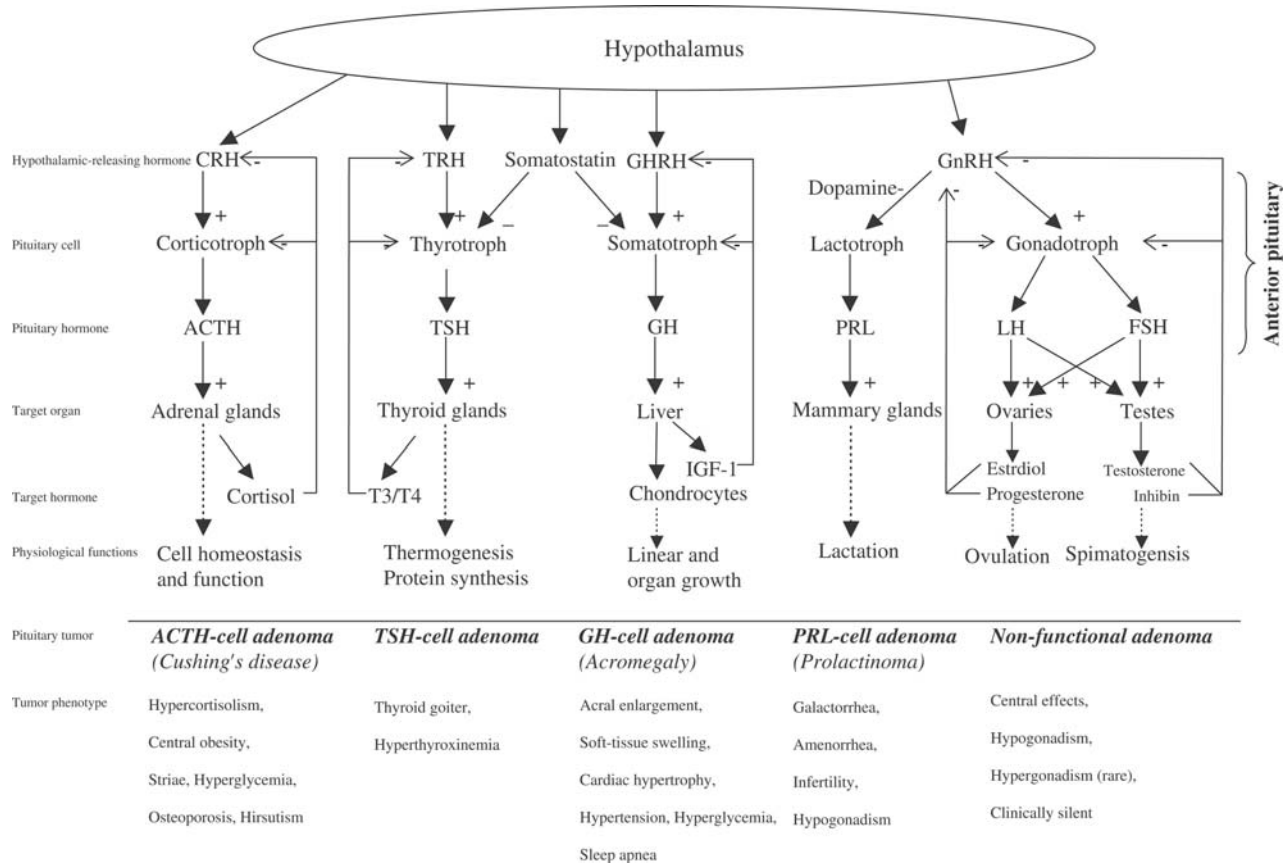 Hypothalamus
Hypothalamic-releasing hormone CRH - - TRH Somatostatin GHRH - GnRH -
Dopamine- -
+ + – – + +
Pituitary cell Corticotroph - - Thyrotroph Somatotroph - Lactotroph - Gonadotroph -
Anterior pituitary
Pituitary hormone ACTH TSH GH PRL LH FSH
+ + + + + + + +
Target organ Adrenal glands Thyroid glands Liver Mammary glands Ovaries Testes
IGF-1 Estrdiol Testosterone
Target hormone Cortisol T3/T4 Chondrocytes Progesterone Inhibin
Physiological functions Cell homeostasis Thermogenesis Linear and Lactation Ovulation Spimatogensis
and function Protein synthesis organ growth
Pituitary tumor ACTH-cell adenoma TSH-cell adenoma GH-cell adenoma PRL-cell adenoma Non-functional adenoma
(Cushing's disease) (Acromegaly) (Prolactinoma)
Tumor phenotype Hypercortisolism, Thyroid goiter, Acral enlargement, Galactorrhea, Central effects,
Central obesity, Hyperthyroxinemia Soft-tissue swelling, Amenorrhea, Hypogonadism,
Striae, Hyperglycemia, Cardiac hypertrophy, Infertility, Hypergonadism (rare),
Osteoporosis, Hirsutism Hypertension, Hyperglycemia, Hypogonadism Clinically silent
Sleep apnea